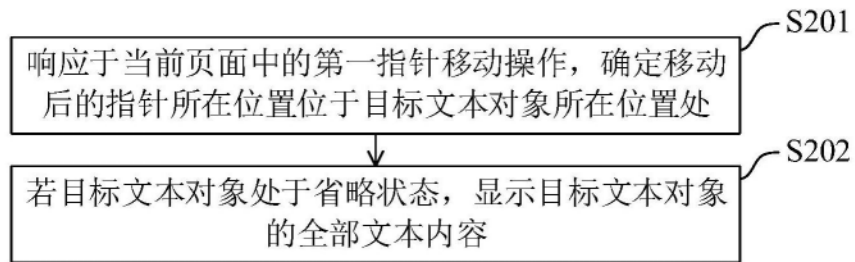 S201
响应于当前页面中的第一指针移动操作，确定移动
后的指针所在位置位于目标文本对象所在位置处
S202
若目标文本对象处于省略状态，显示目标文本对象
的全部文本内容